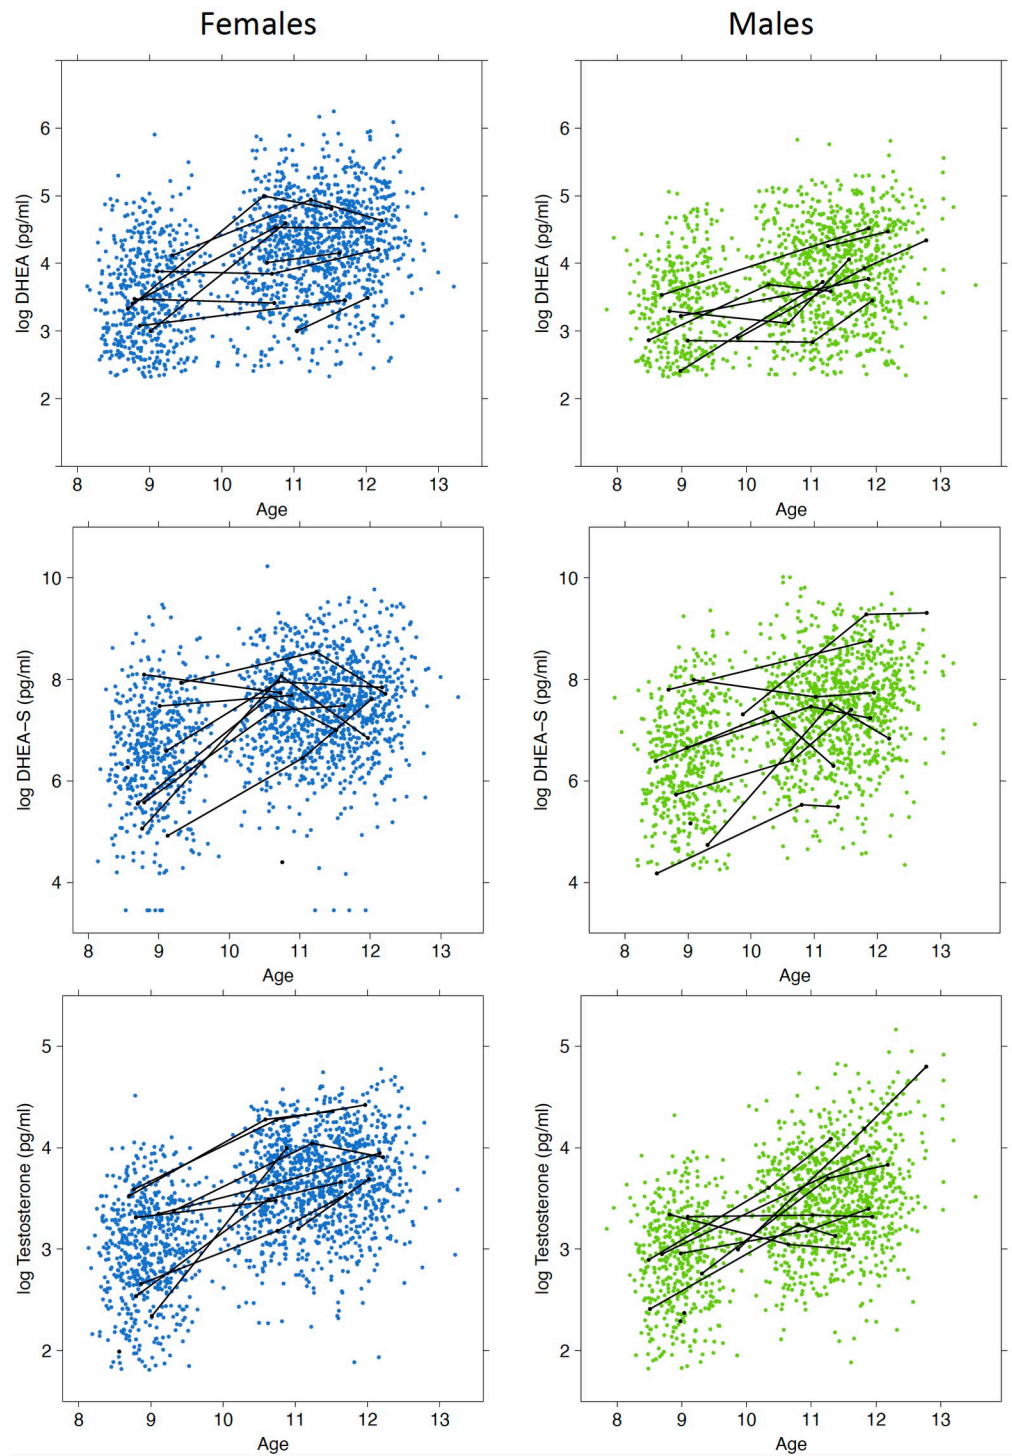 Females Males
6 6
5 5
4 4
3 3
2 2
log DHEA (pg/ml) log DHEA (pg/ml)
8 9 10 11 12 13 8 9 10 11 12 13
Age Age
10 10
8 8
6 6
4 4
log DHEA−S (pg/ml) log DHEA−S (pg/ml)
8 9 10 11 12 13 8 9 10 11 12 13
Age Age
5 5
4 4
3 3
2 2
log Testosterone (pg/ml) log Testosterone (pg/ml)
8 9 10 11 12 13 8 9 10 11 12 13
Age Age